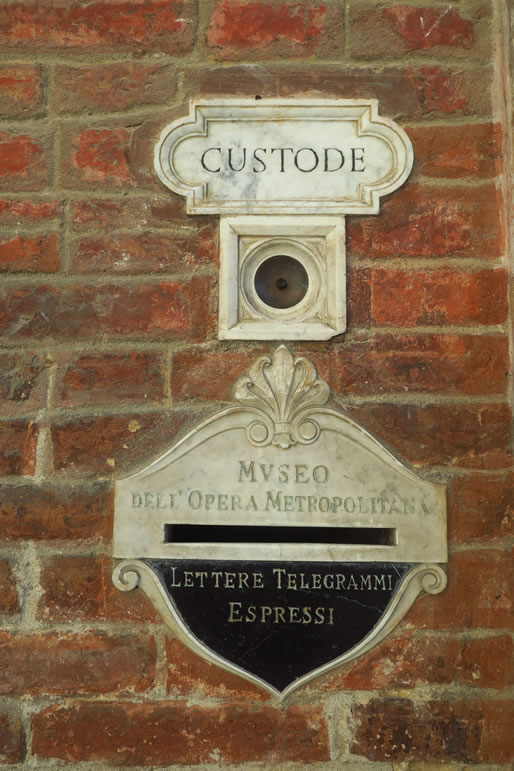 CUSTODE
MVSEO
DELL'OPERA METROPOLITANA
LETTERE TELEGRAMMI
ESPRESSI